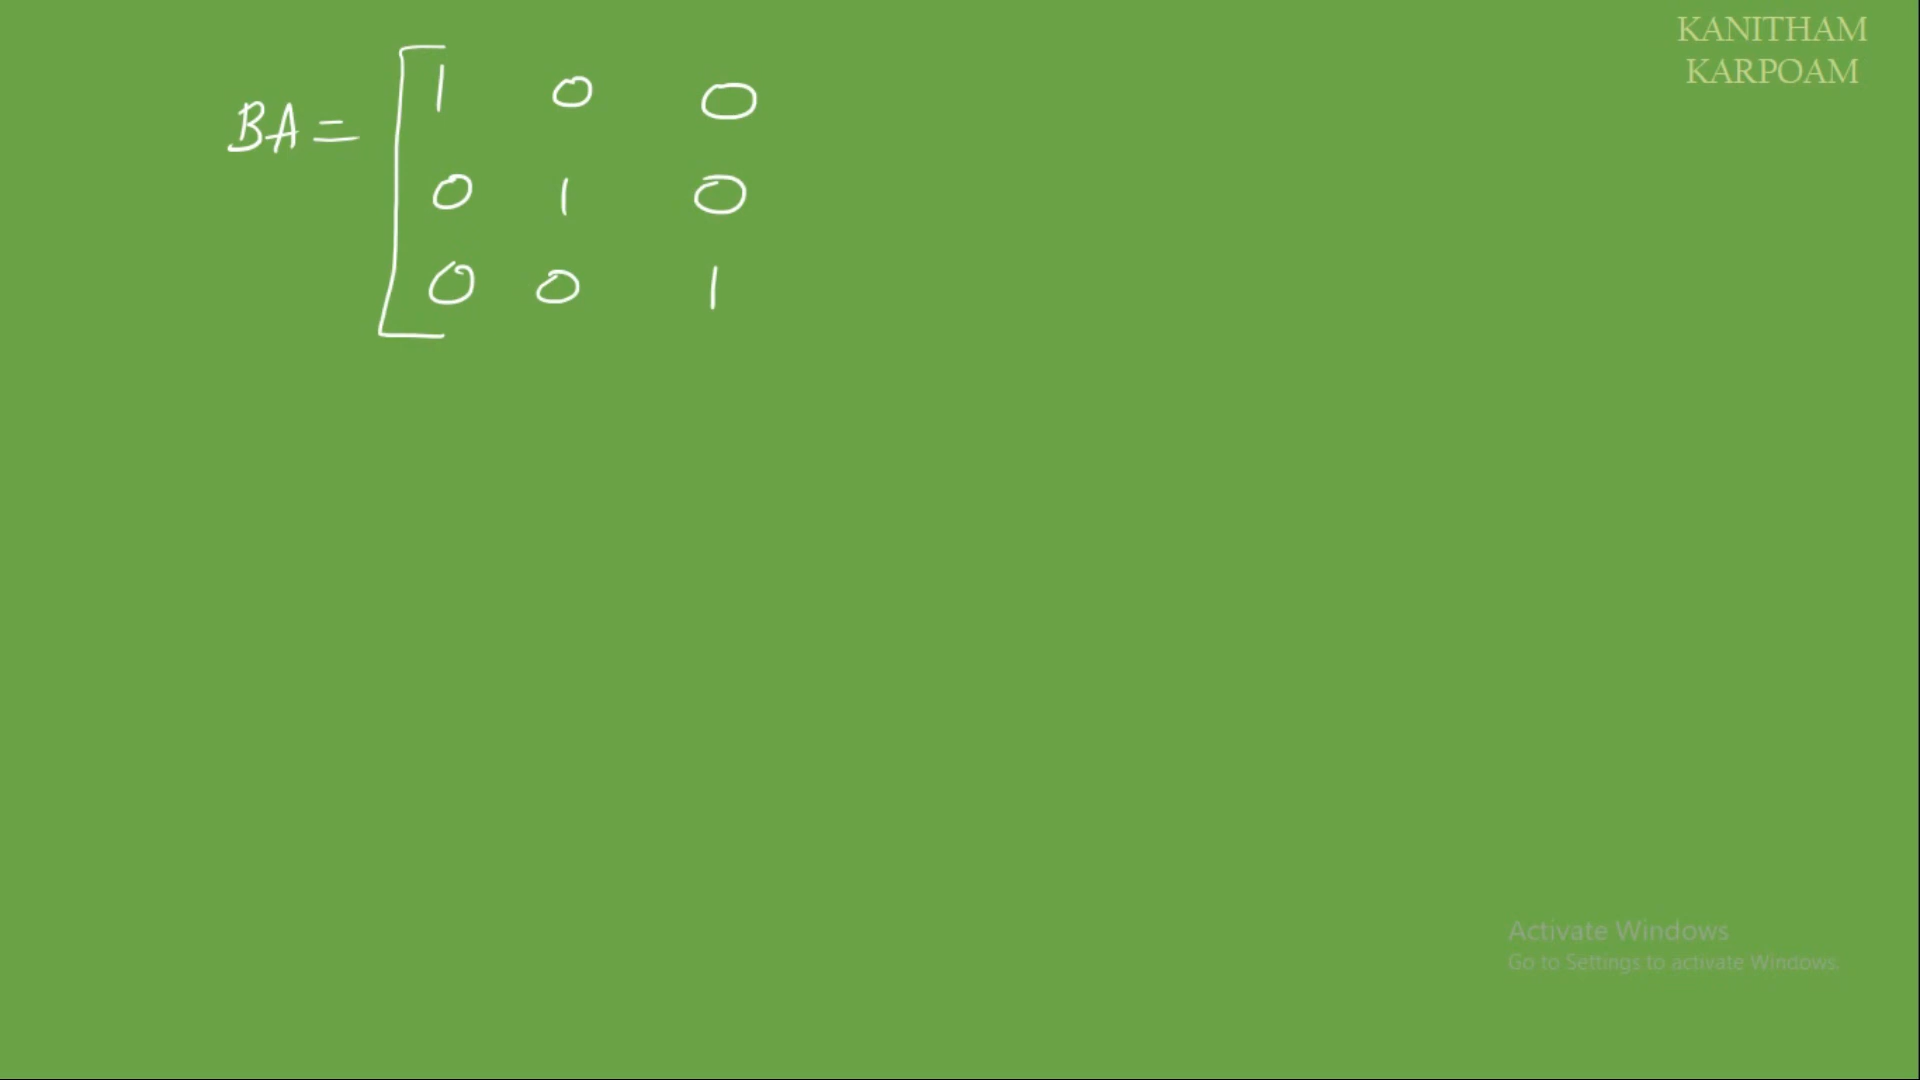 KANITHAM
KARPOAM
BA = [ 1 0 0
0 1 0
0 0 1
Activate Windows
Go to Settings to activate Windows.